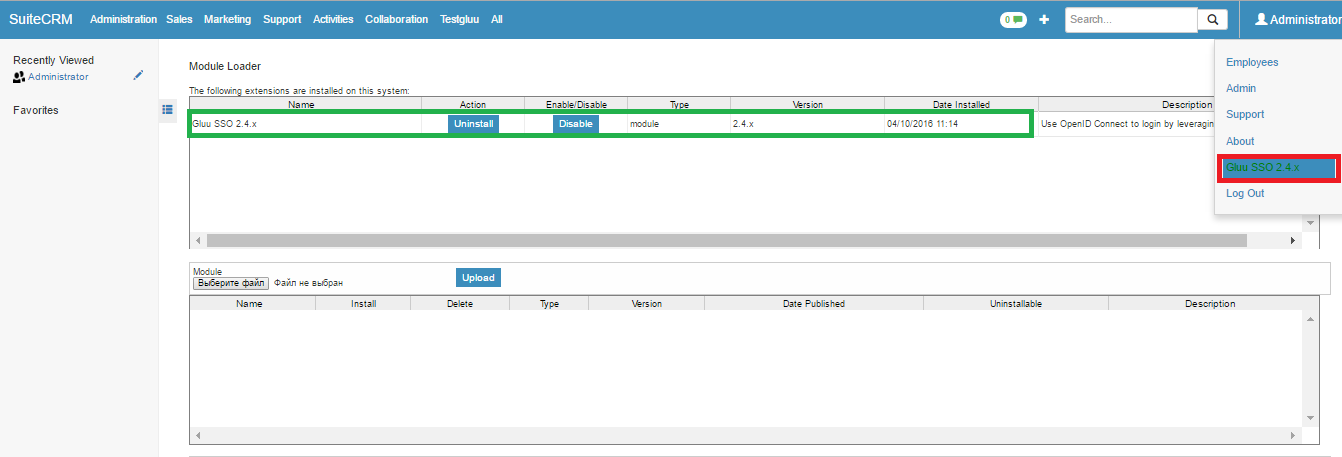 SuiteCRM Administration Sales Marketing Support Activities Collaboration Testgluu All 0 Search... Administrator
Recently Viewed
Administrator
Favorites
Employees
Admin
Support
About
Gluu SSO 2.4.x
Log Out
Module Loader
The following extensions are installed on this system:
Name Action Enable/Disable Type Version Date Installed Description
Gluu SSO 2.4.x Uninstall Disable module 2.4.x 04/10/2016 11:14 Use OpenID Connect to login by leveragin
Module
Выберите файл Файл не выбран Upload
Name Install Delete Type Version Date Published Uninstallable Description